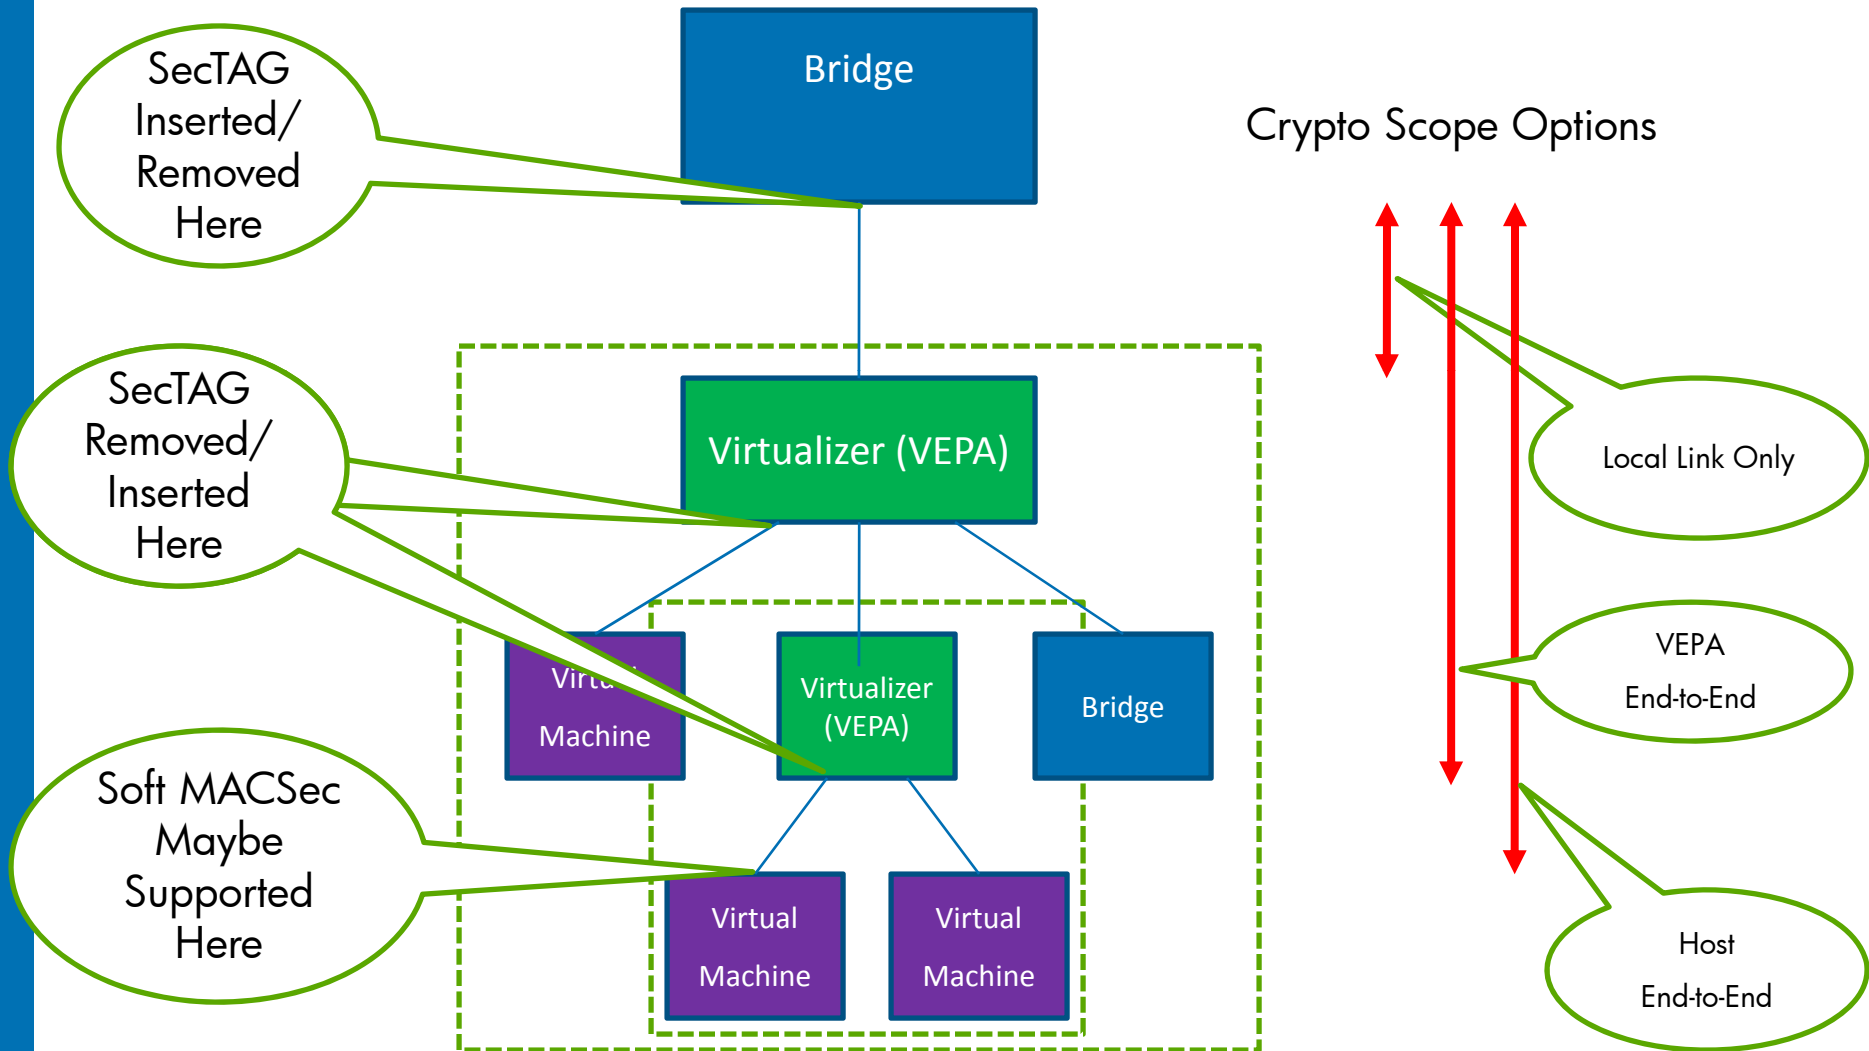 SecTAG
Inserted/
Removed
Here
Bridge
Crypto Scope Options
SecTAG
Removed/
Inserted
Here
Virtualizer (VEPA)
Local Link Only
Machine
Virtualizer
(VEPA)
Bridge
VEPA
End-to-End
Soft MACSec
Maybe
Supported
Here
Virtual
Machine
Virtual
Machine
Host
End-to-End